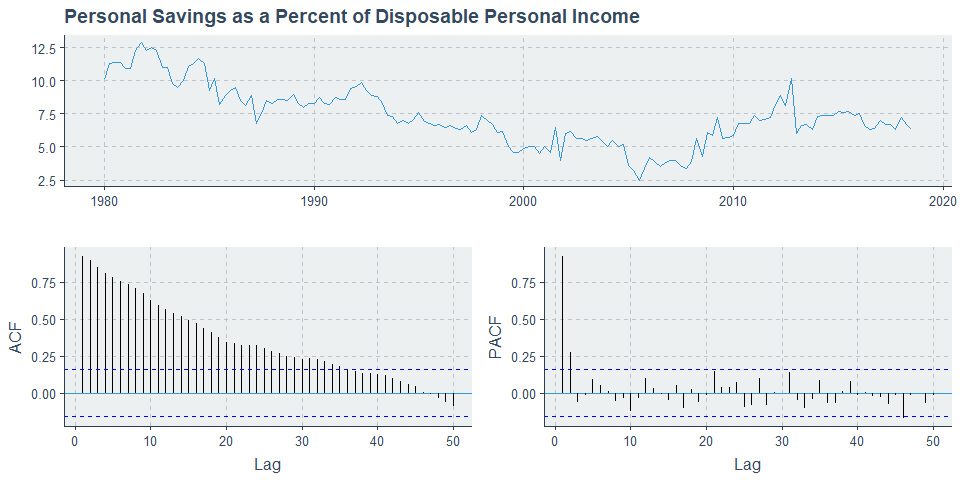 Personal Savings as a Percent of Disposable Personal Income
12.5
10.0
7.5
5.0
2.5
1980 1990 2000 2010 2020
ACF
0.75
0.50
0.25
0.00
0 10 20 30 40 50
Lag
PACF
0.75
0.50
0.25
0.00
0 10 20 30 40 50
Lag